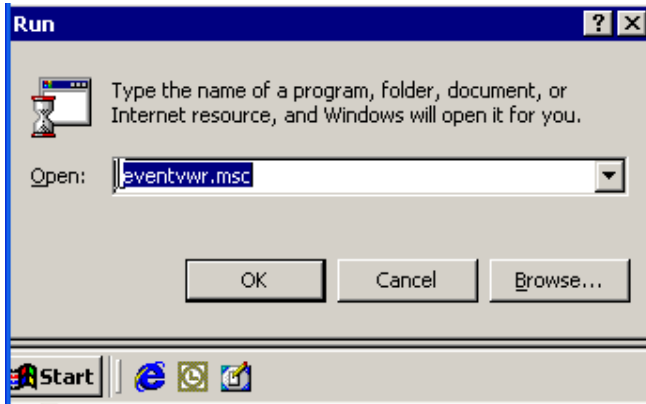 Run
Type the name of a program, folder, document, or
Internet resource, and Windows will open it for you.
Open:
eventvwr.msc
OK Cancel Browse...
Start